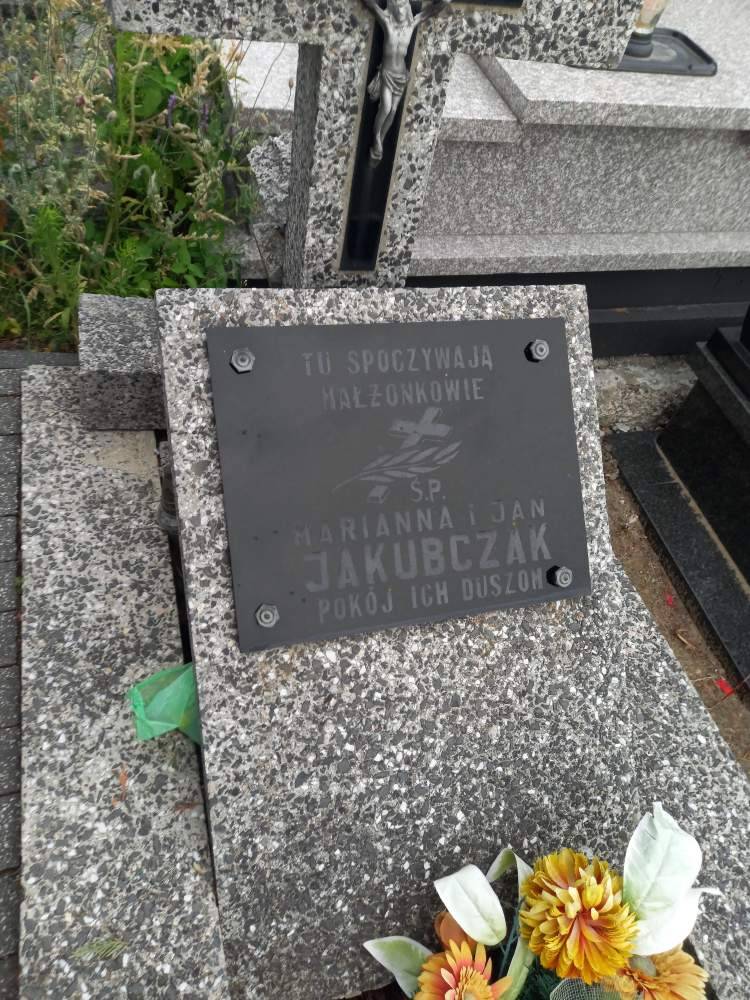 TU SPOCZYWAJĄ
MAŁŻONKOWIE
Ś.P.
MARIANNA I JAN
JAKUBCZAK
POKÓJ ICH DUSZOM